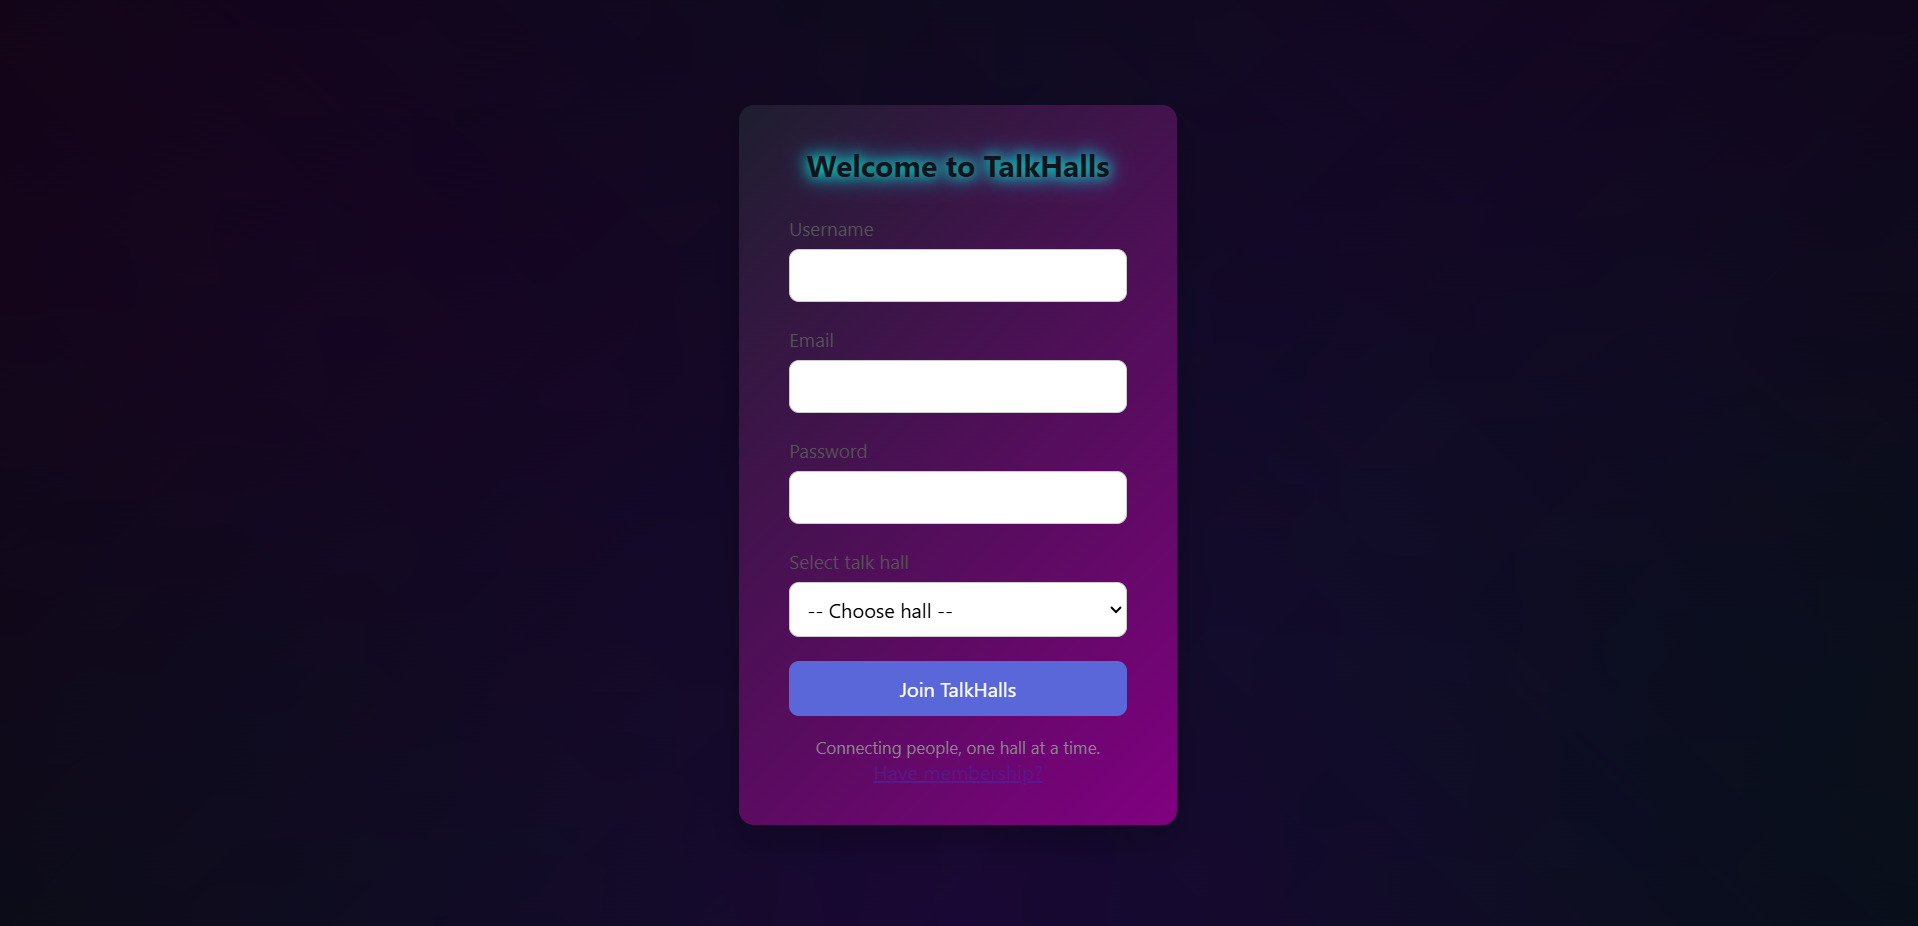 Welcome to TalkHalls
Username
Email
Password
Select talk hall
-- Choose hall --
Join TalkHalls
Connecting people, one hall at a time.
Have membership?